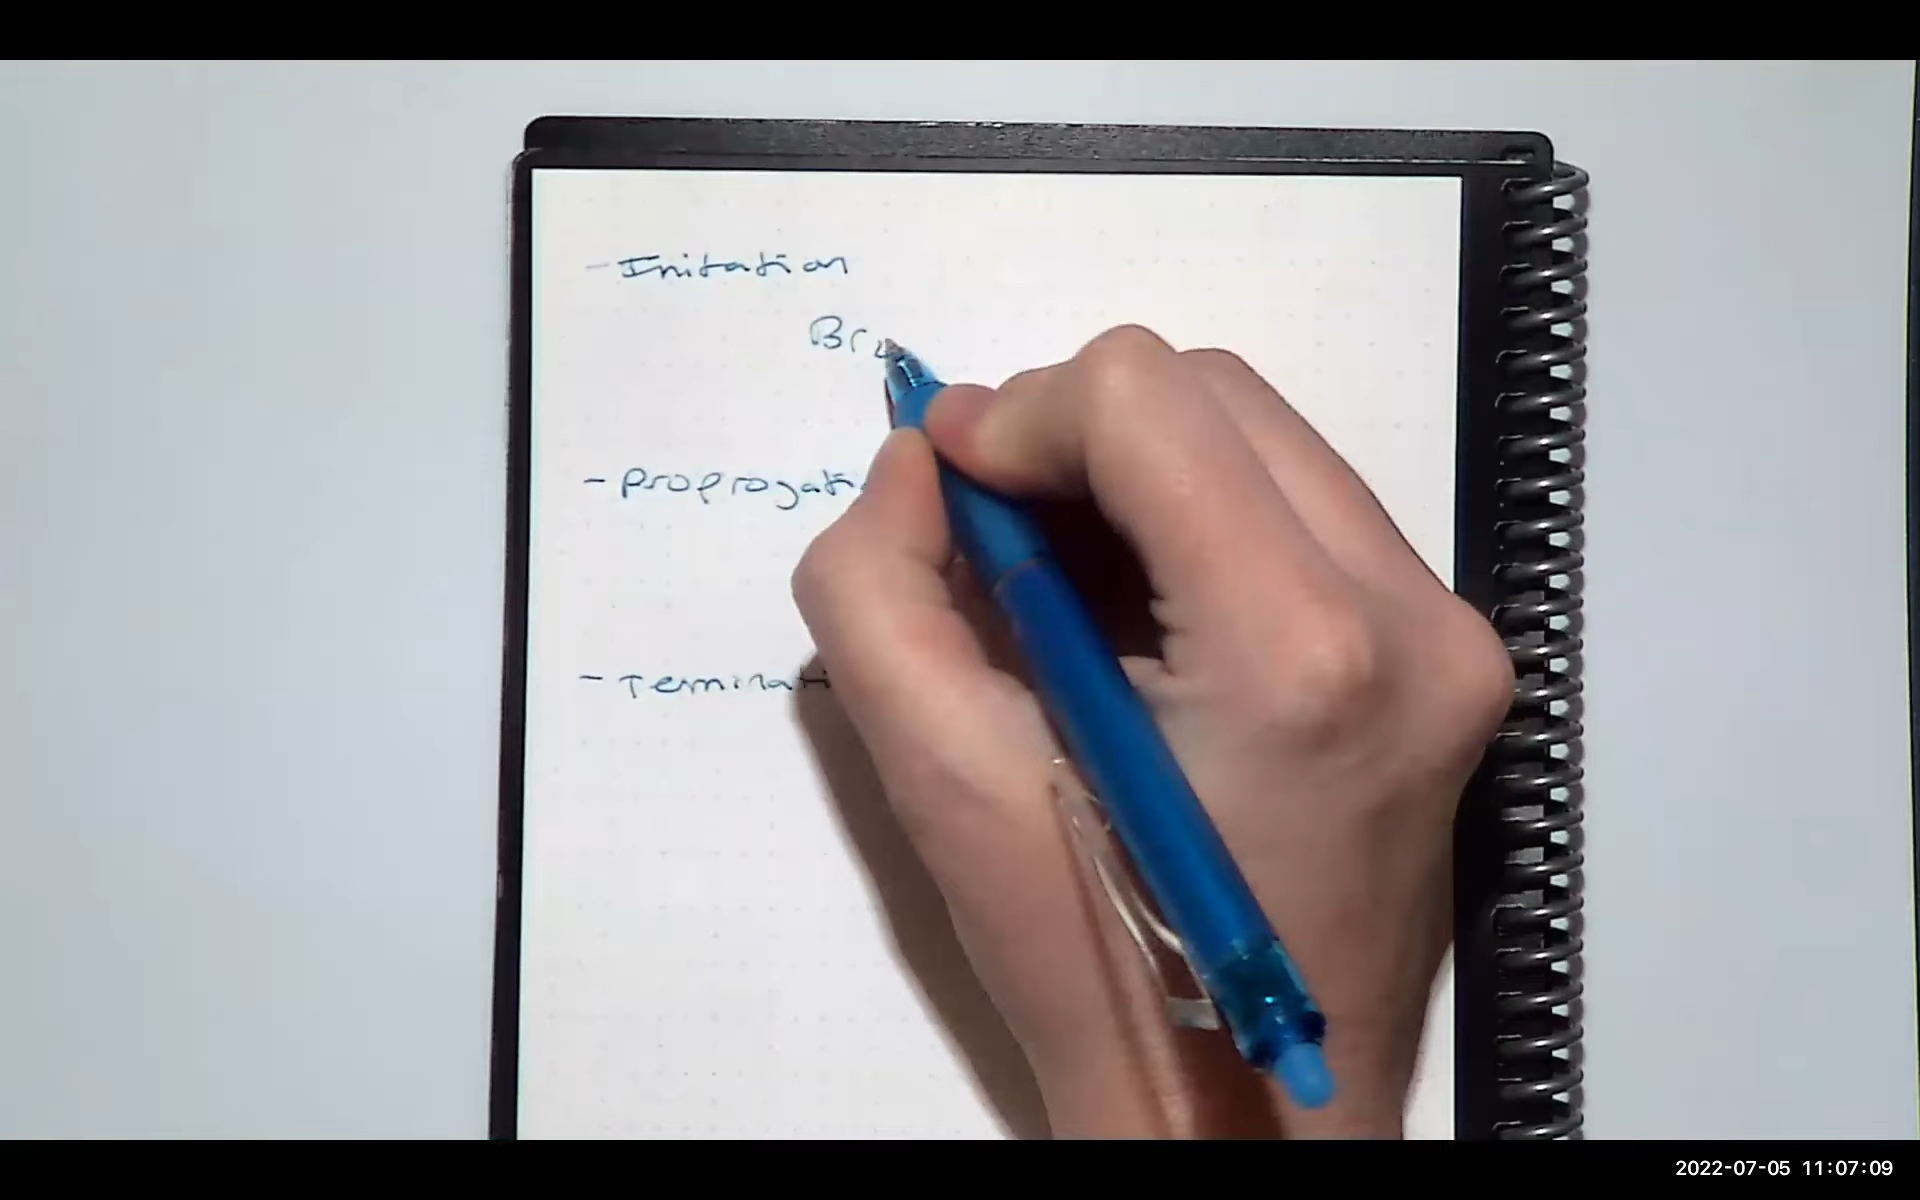 - Initation
Br
- Proprogati
- Terminati
2022-07-05 11:07:09